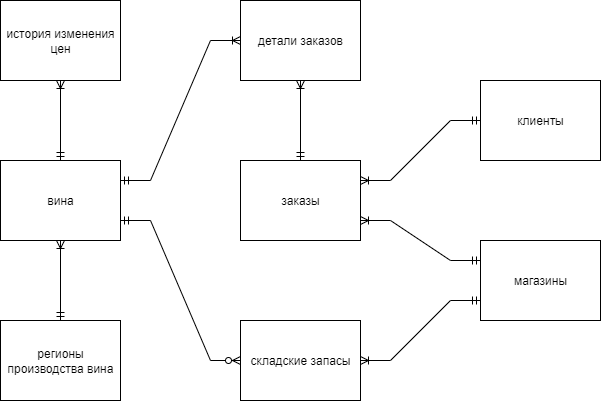 история изменения
цен
детали заказов
клиенты
вина
заказы
магазины
регионы
производства вина
складские запасы